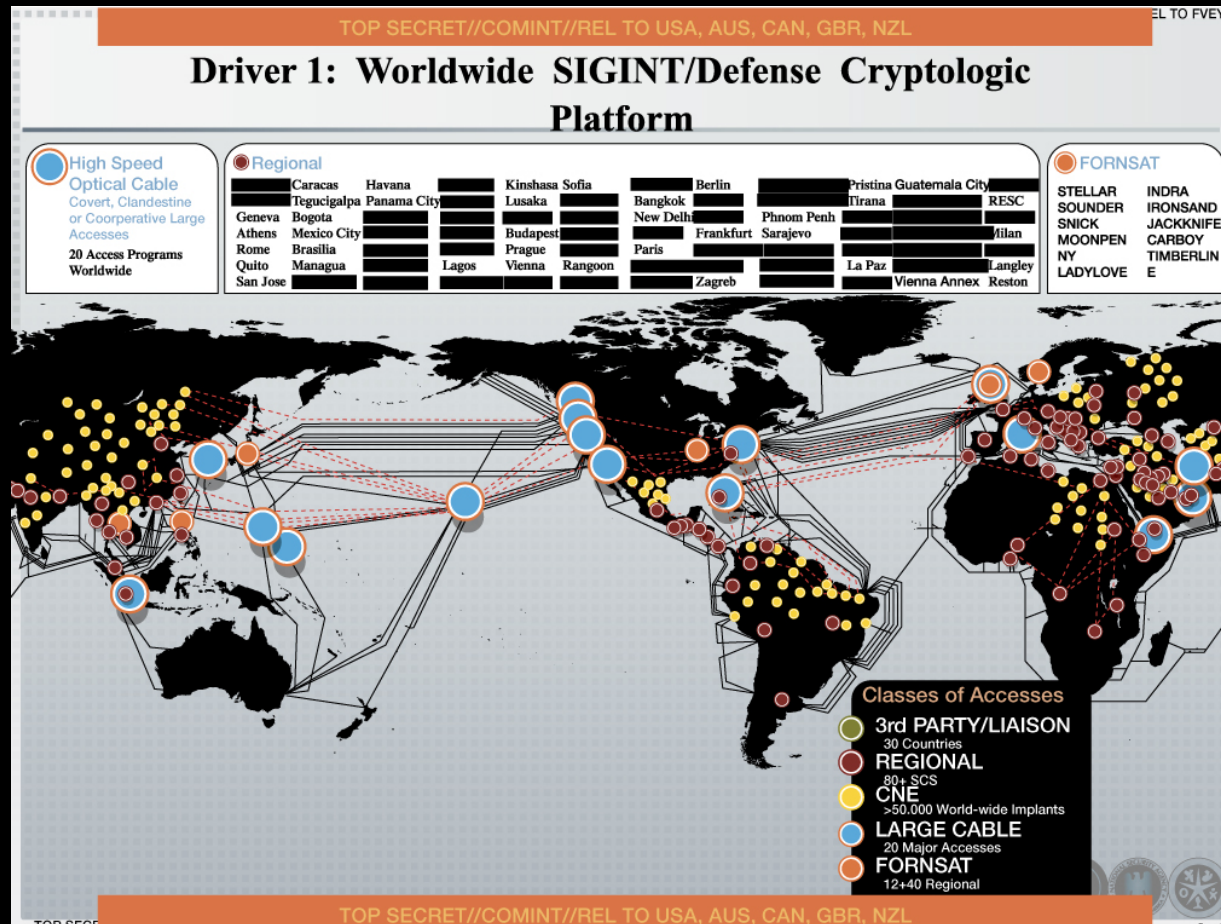 EL TO FVEY
TOP SECRET//COMINT//REL TO USA, AUS, CAN, GBR, NZL
Driver 1: Worldwide SIGINT/Defense Cryptologic
Platform
High Speed
Optical Cable
Covert, Clandestine
or Coorperative Large
Accesses
20 Access Programs
Worldwide
Regional
Caracas Havana Kinshasa Sofia Berlin Pristina Guatemala City
Tegucigalpa Panama City Lusaka Bangkok Tirana RESC
Geneva Bogota New Delhi Phnom Penh
Athens Mexico City Budapest Frankfurt Sarajevo Milan
Rome Brasilia Prague Paris
Quito Managua Lagos Vienna Rangoon La Paz Langley
San Jose Zagreb Vienna Annex Reston
FORNSAT
STELLAR INDRA
SOUNDER IRONSAND
SNICK JACKKNIFE
MOONPEN CARBOY
NY TIMBERLIN
LADYLOVE E
Classes of Accesses
3rd PARTY/LIAISON
30 Countries
REGIONAL
80+ SCS
CNE
>50.000 World-wide Implants
LARGE CABLE
20 Major Accesses
FORNSAT
12+40 Regional
TOP SECRET//COMINT//REL TO USA, AUS, CAN, GBR, NZL